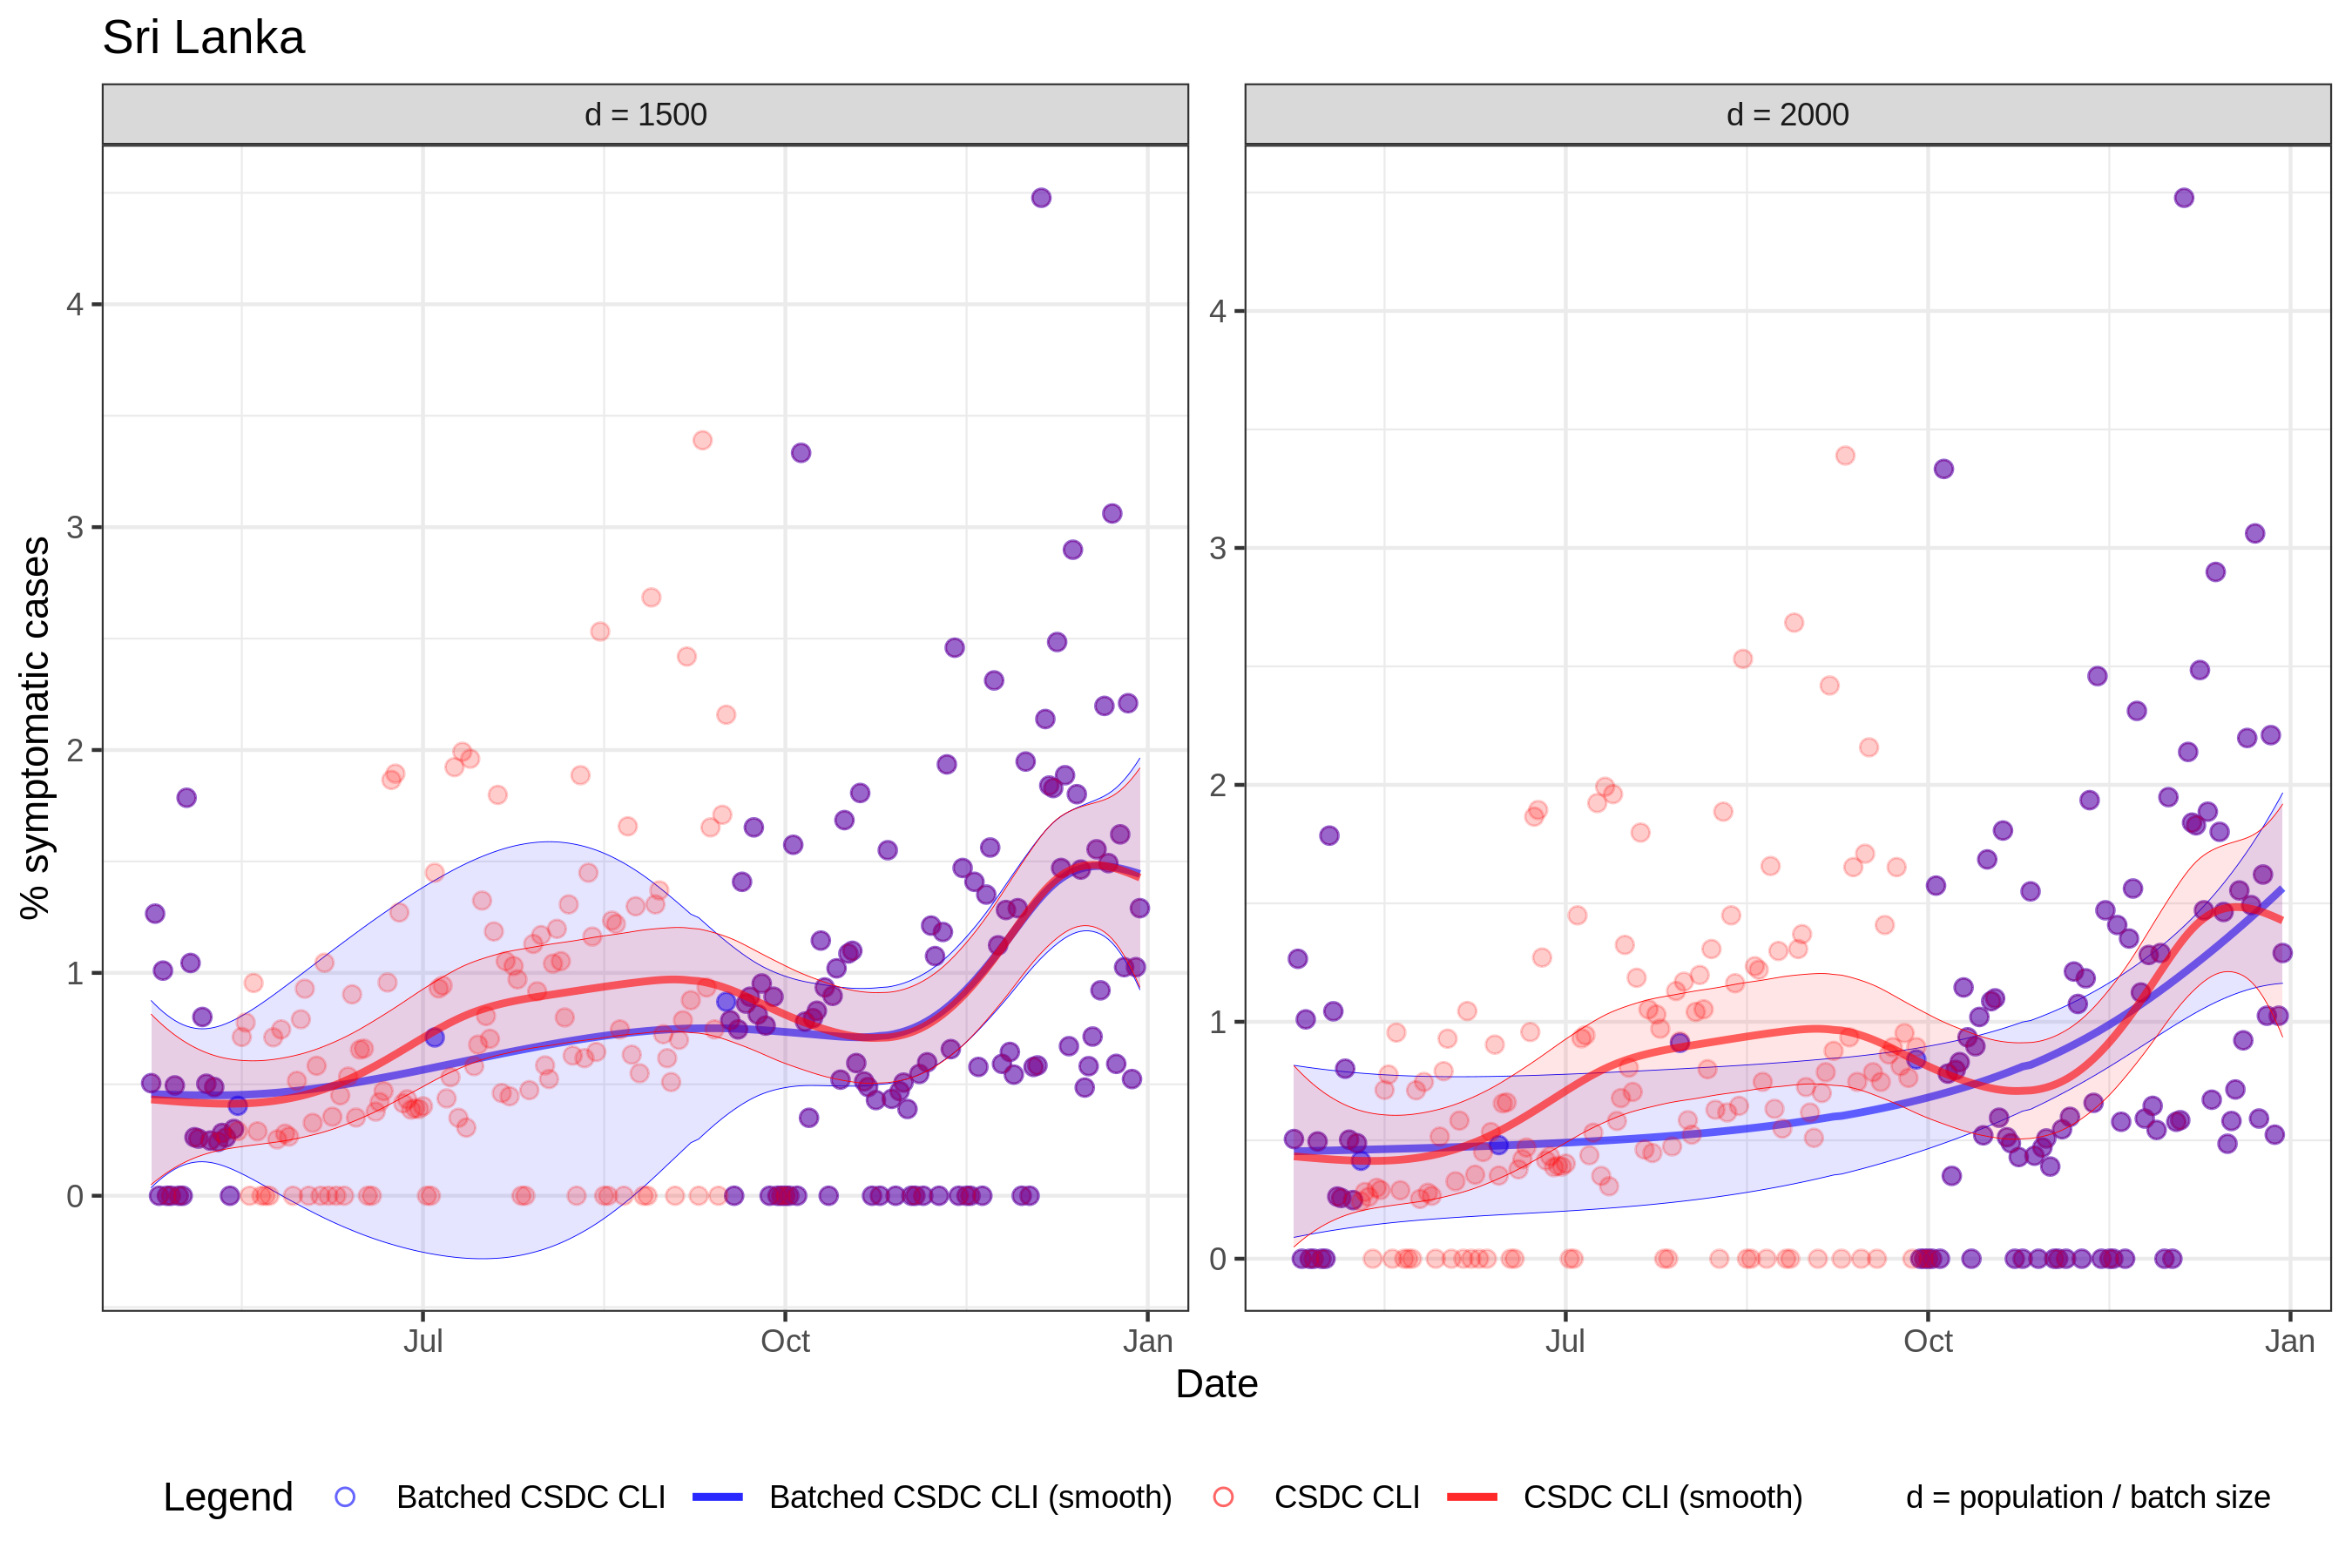 Sri Lanka
d = 1500
d = 2000
% symptomatic cases
4
3
2
1
0
4
3
2
1
0
Jul
Oct
Jan
Jul
Oct
Jan
Date
Legend Batched CSDC CLI Batched CSDC CLI (smooth) CSDC CLI CSDC CLI (smooth) d = population / batch size